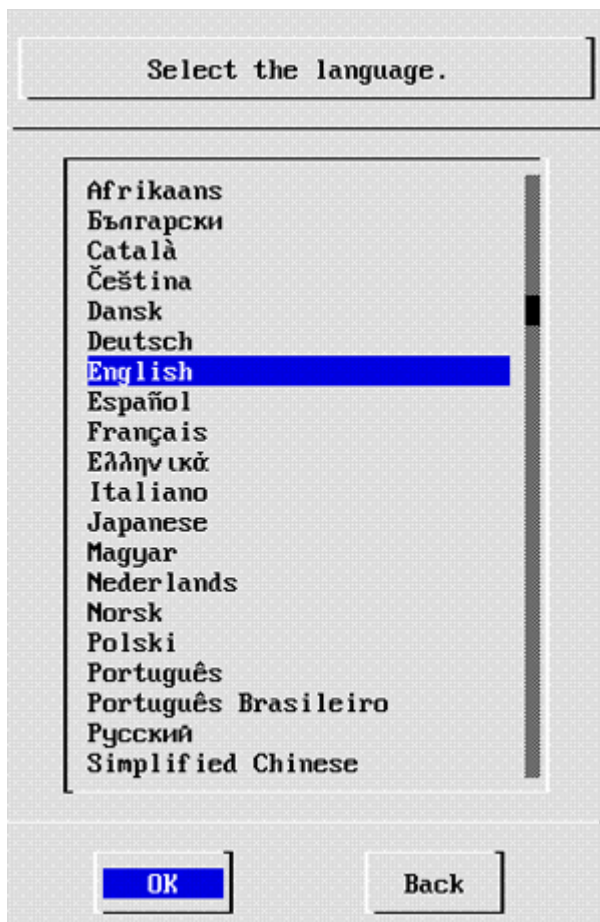 Select the language.
Afrikaans
Български
Català
Čeština
Dansk
Deutsch
English
Español
Français
Ελληνικά
Italiano
Japanese
Magyar
Nederlands
Norsk
Polski
Português
Português Brasileiro
Русский
Simplified Chinese
OK Back